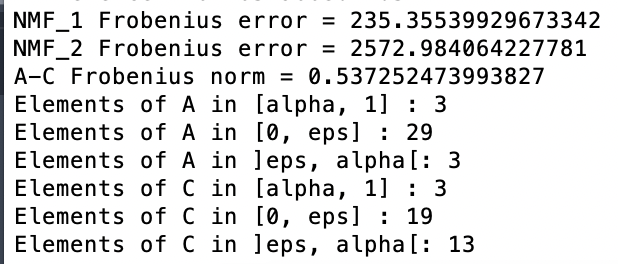 NMF_1 Frobenius error = 235.35539929673342
NMF_2 Frobenius error = 2572.984064227781
A-C Frobenius norm = 0.537252473993827
Elements of A in [alpha, 1] : 3
Elements of A in [0, eps] : 29
Elements of A in ]eps, alpha[: 3
Elements of C in [alpha, 1] : 3
Elements of C in [0, eps] : 19
Elements of C in ]eps, alpha[: 13